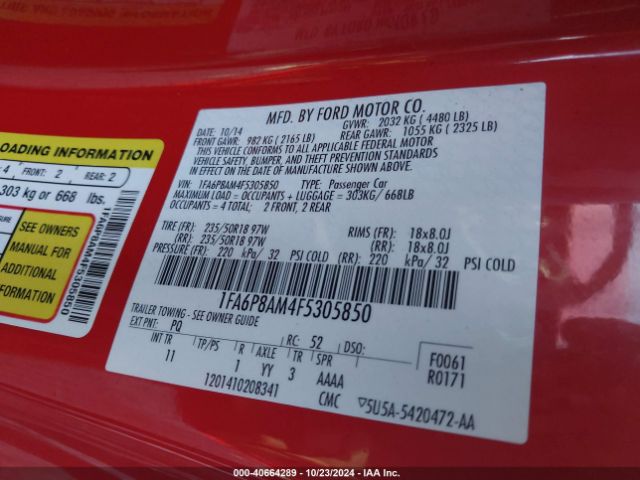 MFD. BY FORD MOTOR CO.
DATE: 10/14 GVWR: 2032 KG ( 4480 LB)
FRONT GAWR: 982 KG ( 2165 LB) REAR GAWR: 1055 KG ( 2325 LB)
THIS VEHICLE CONFORMS TO ALL APPLICABLE FEDERAL MOTOR
VEHICLE SAFETY, BUMPER, AND THEFT PREVENTION STANDARDS
IN EFFECT ON THE DATE OF MANUFACTURE SHOWN ABOVE.
VIN: 1FA6P8AM4F5305850 TYPE: Passenger Car
MAXIMUM LOAD = OCCUPANTS + LUGGAGE = 303KG/ 668LB
OCCUPANTS = 4 TOTAL; 2 FRONT, 2 REAR
TIRE (FR): 235/50R18 97W RIMS (FR): 18x8.0J
(RR): 235/50R18 97W (RR): 18x8.0J
PRESSURE (FR): 220 kPa/ 32 PSI COLD (RR): 220 kPa/ 32 PSI COLD
1FA6P8AM4F5305850
TRAILER TOWING - SEE OWNER GUIDE
EXT PNT: PQ RC: 52 DSO:
INT TR TP/PS R AXLE TR SPR F0061
11 1 YY 3 AAAA R0171
1201410208341 CMC 5U5A-5420472-AA
LOADING INFORMATION
4 FRONT: 2 REAR: 2
303 kg or 668 lbs.
SEE OWNERS
MANUAL FOR
ADDITIONAL
INFORMATION
1FA6P8AM4F5305850
000-40664289 - 10/23/2024 - IAA Inc.